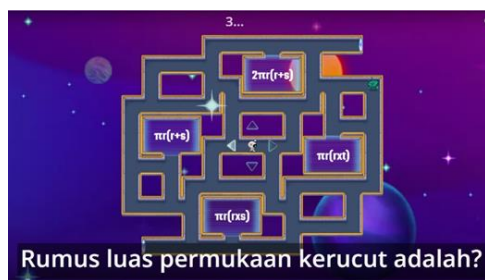 3...
2πr(r+s)
πr(r+s)
πr(rxt)
πr(rxs)
Rumus luas permukaan kerucut adalah?